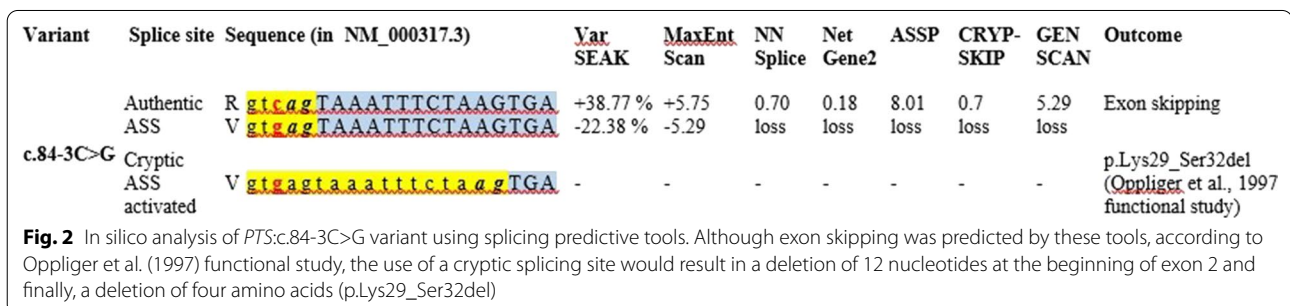 Variant Splice site Sequence (in NM_000317.3) Var SEAK MaxEnt Scan NN Splice Net Gene2 ASSP CRYP-SKIP GEN SCAN Outcome
Authentic R gtcagTAAATTTCTAAGTGA +38.77 % +5.75 0.70 0.18 8.01 0.7 5.29 Exon skipping
ASS V gtgagTAAATTTCTAAGTGA -22.38 % -5.29 loss loss loss loss loss
c.84-3C>G Cryptic ASS activated V gtgagtaaatttctaagTGA - - - - - - - p.Lys29_Ser32del (Oppliger et al., 1997 functional study)
Fig. 2 In silico analysis of PTS:c.84-3C>G variant using splicing predictive tools. Although exon skipping was predicted by these tools, according to
Oppliger et al. (1997) functional study, the use of a cryptic splicing site would result in a deletion of 12 nucleotides at the beginning of exon 2 and
finally, a deletion of four amino acids (p.Lys29_Ser32del)